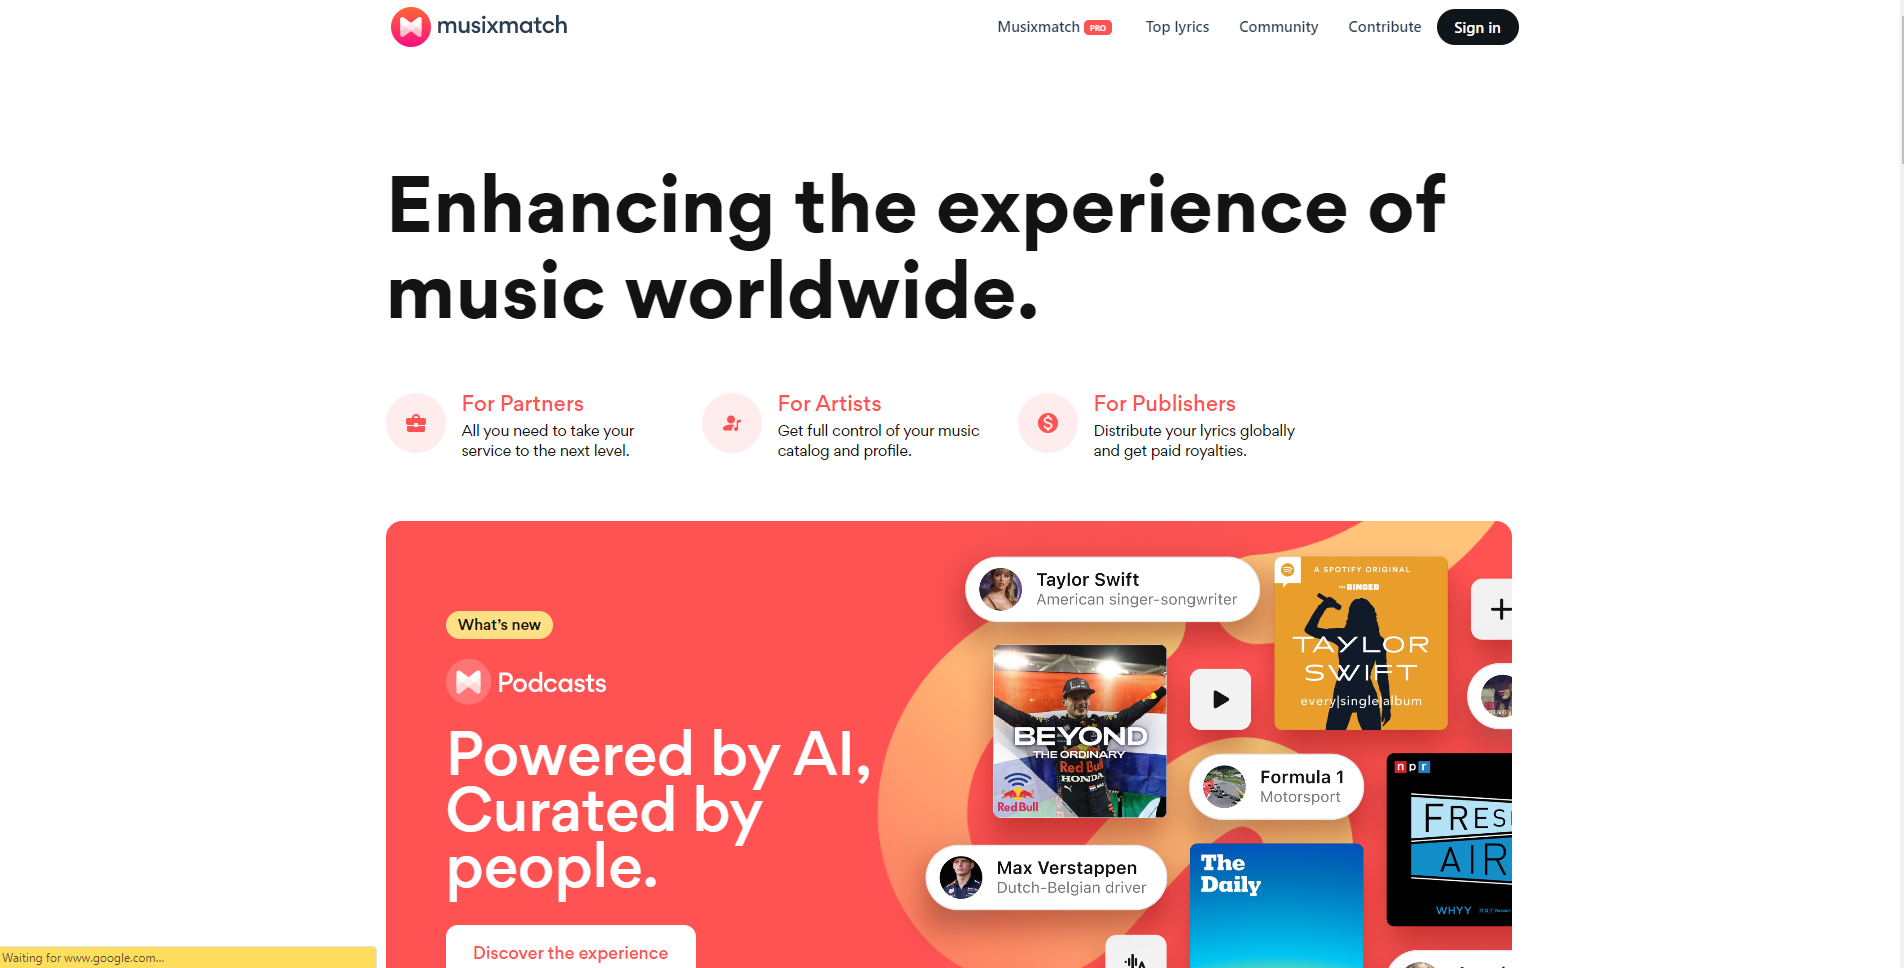 musixmatch
Musixmatch PRO
Top lyrics
Community
Contribute
Sign in
Enhancing the experience of
music worldwide.
For Partners
All you need to take your
service to the next level.
For Artists
Get full control of your music
catalog and profile.
For Publishers
Distribute your lyrics globally
and get paid royalties.
What's new
Podcasts
Powered by AI,
Curated by
people.
Discover the experience
Taylor Swift
American singer-songwriter
A SPOTIFY ORIGINAL
THE RINGER
TAYLOR
SWIFT
every|single album
BEYOND
THE ORDINARY
Red Bull
HONDA
Red Bull
Formula 1
Motorsport
npr
FRES
AIR
WHYY
Max Verstappen
Dutch-Belgian driver
The
Daily
Waiting for www.google.com...